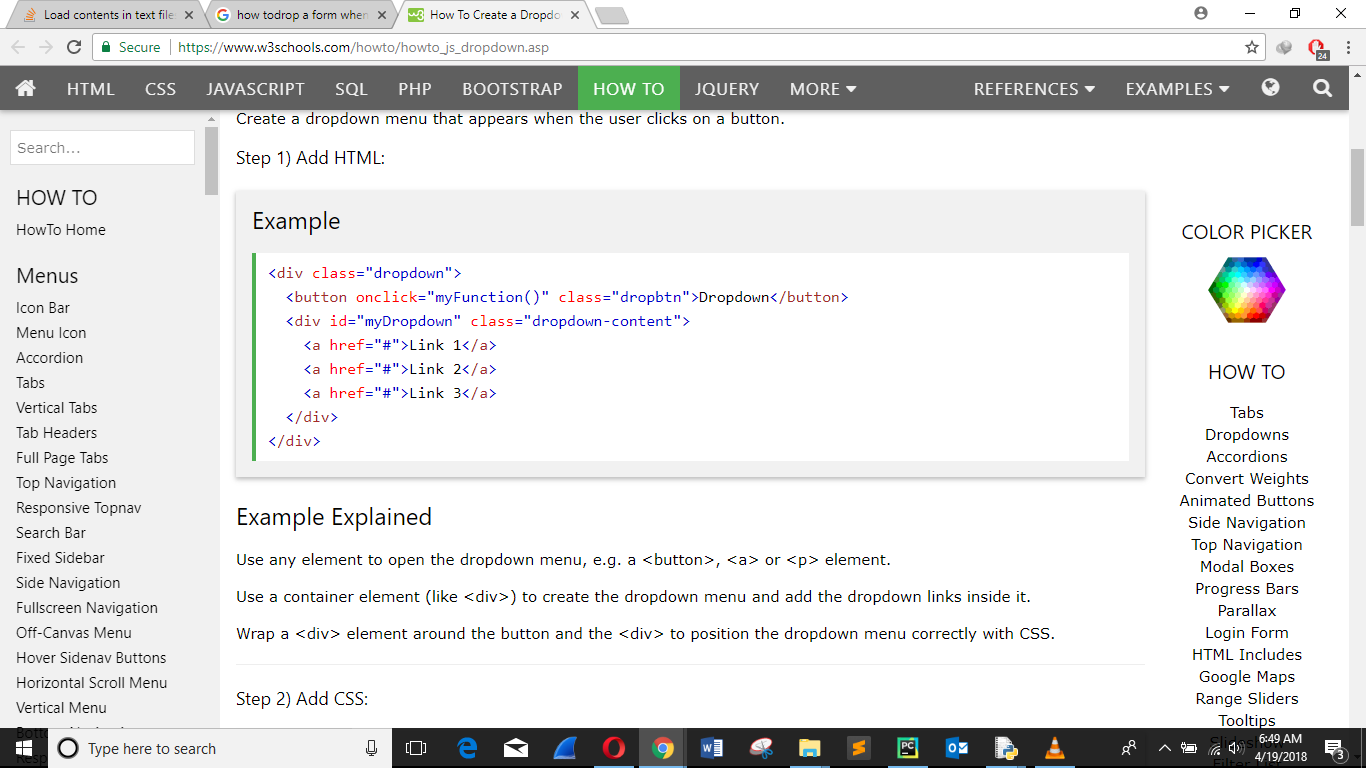 Load contents in text file
how todrop a form when
How To Create a Dropdo
Secure
https://www.w3schools.com/howto/howto_js_dropdown.asp
24
HTML CSS JAVASCRIPT SQL PHP BOOTSTRAP HOW TO JQUERY MORE REFERENCES EXAMPLES
Search...
HOW TO
HowTo Home
Menus
Icon Bar
Menu Icon
Accordion
Tabs
Vertical Tabs
Tab Headers
Full Page Tabs
Top Navigation
Responsive Topnav
Search Bar
Fixed Sidebar
Side Navigation
Fullscreen Navigation
Off-Canvas Menu
Hover Sidenav Buttons
Horizontal Scroll Menu
Vertical Menu
Create a dropdown menu that appears when the user clicks on a button.
Step 1) Add HTML:
Example
<div class="dropdown">
<button onclick="myFunction()" class="dropbtn">Dropdown</button>
<div id="myDropdown" class="dropdown-content">
<a href="#">Link 1</a>
<a href="#">Link 2</a>
<a href="#">Link 3</a>
</div>
</div>
Example Explained
Use any element to open the dropdown menu, e.g. a <button>, <a> or <p> element.
Use a container element (like <div>) to create the dropdown menu and add the dropdown links inside it.
Wrap a <div> element around the button and the <div> to position the dropdown menu correctly with CSS.
Step 2) Add CSS:
COLOR PICKER
HOW TO
Tabs
Dropdowns
Accordions
Convert Weights
Animated Buttons
Side Navigation
Top Navigation
Modal Boxes
Progress Bars
Parallax
Login Form
HTML Includes
Google Maps
Range Sliders
Tooltips
Slideshow
Type here to search
6:49 AM
4/19/2018
3